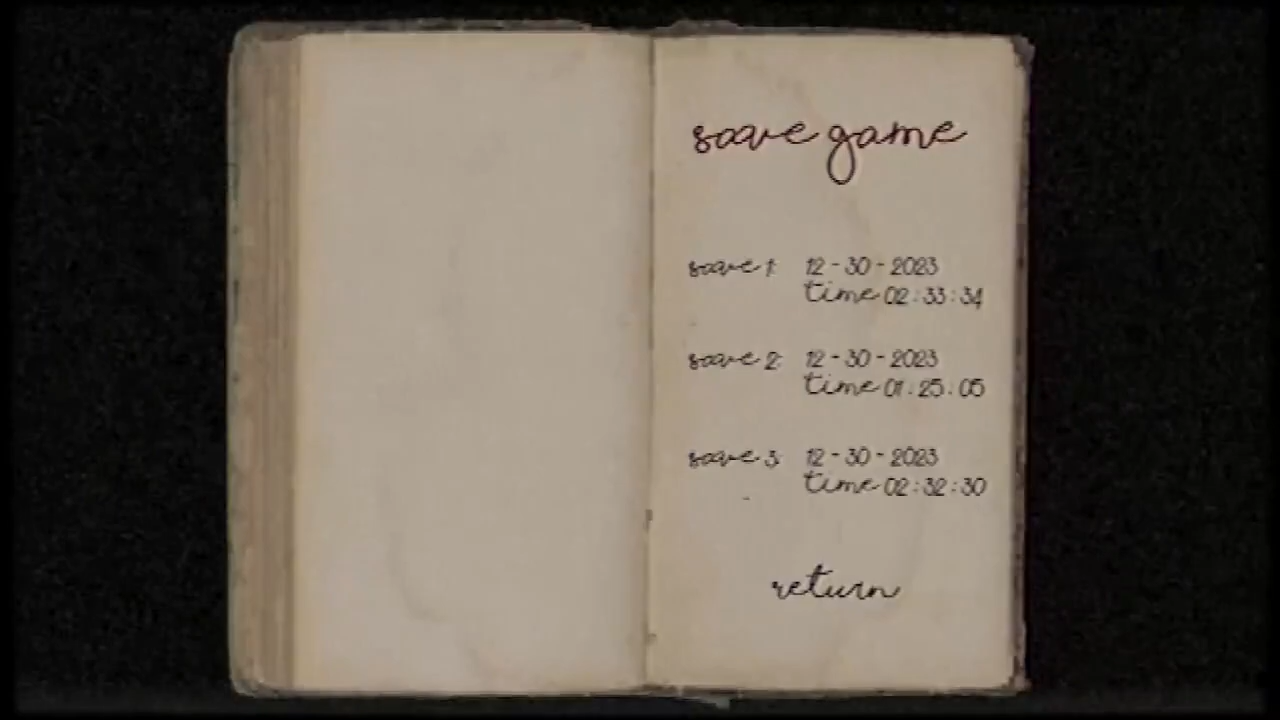 save game
save 1: 12 - 30 - 2023
time 02 : 33 : 34
save 2: 12 - 30 - 2023
time 01 : 25 : 05
save 3: 12 - 30 - 2023
time 02 : 32 : 30
return